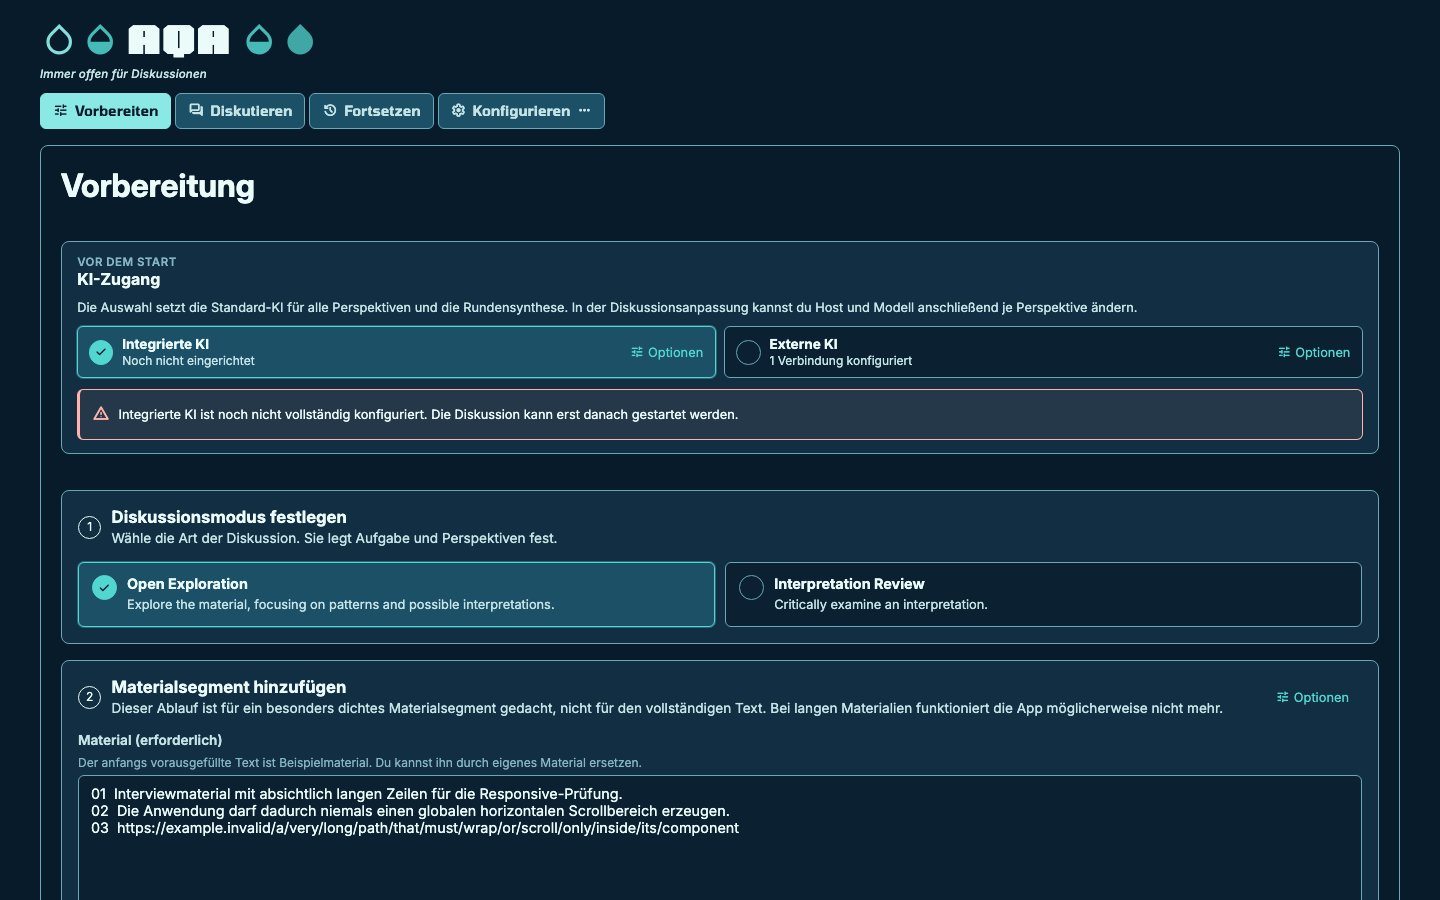 AQA
Immer offen für Diskussionen
Vorbereiten
Diskutieren
Fortsetzen
Konfigurieren ···
Vorbereitung
VOR DEM START
KI-Zugang
Die Auswahl setzt die Standard-KI für alle Perspektiven und die Rundensynthese. In der Diskussionsanpassung kannst du Host und Modell anschließend je Perspektive ändern.
Integrierte KI
Noch nicht eingerichtet
Optionen
Externe KI
1 Verbindung konfiguriert
Optionen
Integrierte KI ist noch nicht vollständig konfiguriert. Die Diskussion kann erst danach gestartet werden.
1
Diskussionsmodus festlegen
Wähle die Art der Diskussion. Sie legt Aufgabe und Perspektiven fest.
Open Exploration
Explore the material, focusing on patterns and possible interpretations.
Interpretation Review
Critically examine an interpretation.
2
Materialsegment hinzufügen
Dieser Ablauf ist für ein besonders dichtes Materialsegment gedacht, nicht für den vollständigen Text. Bei langen Materialien funktioniert die App möglicherweise nicht mehr.
Optionen
Material (erforderlich)
Der anfangs vorausgefüllte Text ist Beispielmaterial. Du kannst ihn durch eigenes Material ersetzen.
01 Interviewmaterial mit absichtlich langen Zeilen für die Responsive-Prüfung.
02 Die Anwendung darf dadurch niemals einen globalen horizontalen Scrollbereich erzeugen.
03 https://example.invalid/a/very/long/path/that/must/wrap/or/scroll/only/inside/its/component